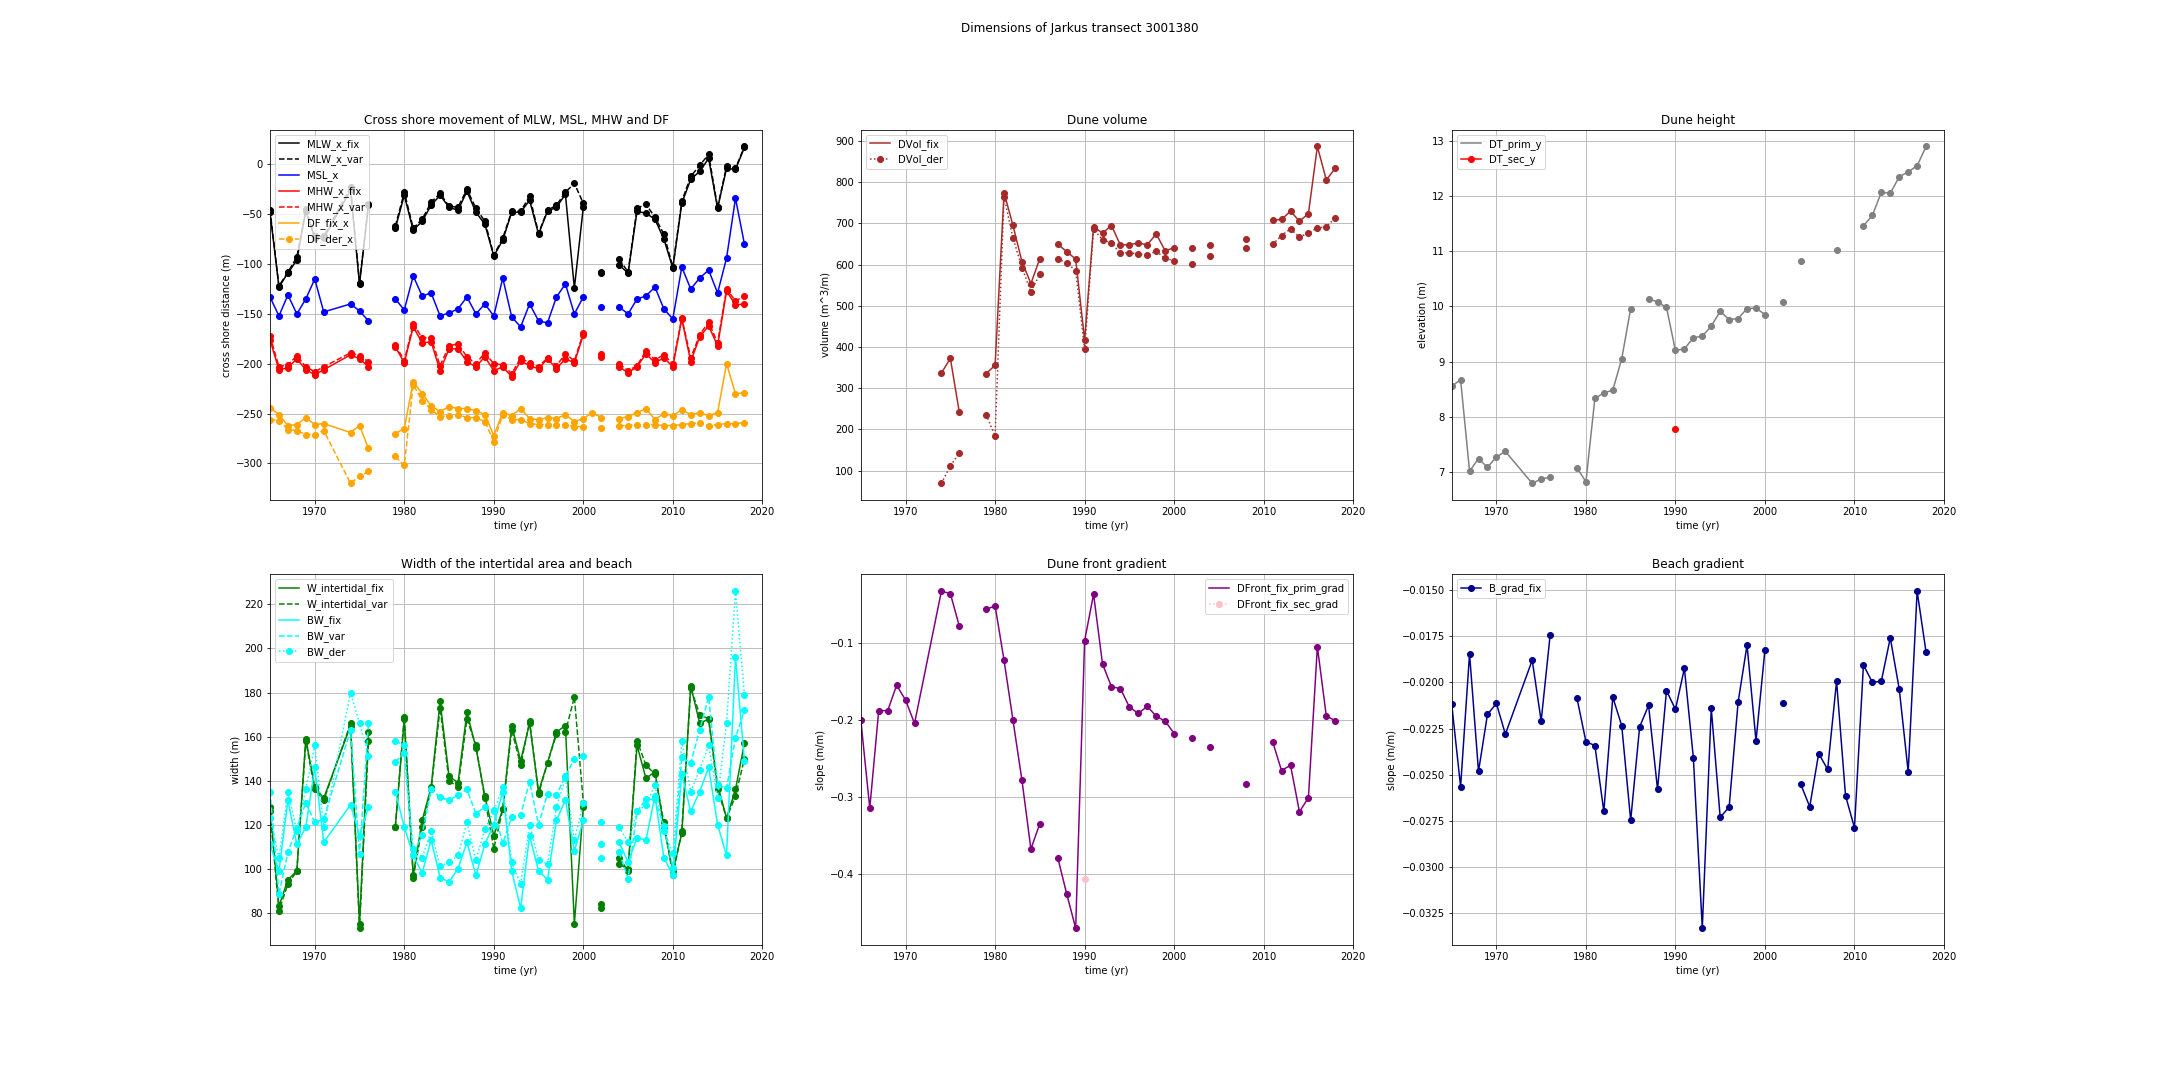 Dimensions of Jarkus transect 3001380
Cross shore movement of MLW, MSL, MHW and DF
MLW_x_fix
MLW_x_var
MSL_x
MHW_x_fix
MHW_x_var
DF_fix_x
DF_der_x
0
−50
−100
−150
−200
−250
−300
cross shore distance (m)
1970 1980 1990 2000 2010 2020
time (yr)
Dune volume
DVol_fix
DVol_der
900
800
700
600
500
400
300
200
100
volume (m^3/m)
1970 1980 1990 2000 2010 2020
time (yr)
Dune height
DT_prim_y
DT_sec_y
13
12
11
10
9
8
7
elevation (m)
1970 1980 1990 2000 2010 2020
time (yr)
Width of the intertidal area and beach
W_intertidal_fix
W_intertidal_var
BW_fix
BW_var
BW_der
220
200
180
160
140
120
100
80
width (m)
1970 1980 1990 2000 2010 2020
time (yr)
Dune front gradient
DFront_fix_prim_grad
DFront_fix_sec_grad
−0.1
−0.2
−0.3
−0.4
slope (m/m)
1970 1980 1990 2000 2010 2020
time (yr)
Beach gradient
B_grad_fix
−0.0150
−0.0175
−0.0200
−0.0225
−0.0250
−0.0275
−0.0300
−0.0325
slope (m/m)
1970 1980 1990 2000 2010 2020
time (yr)